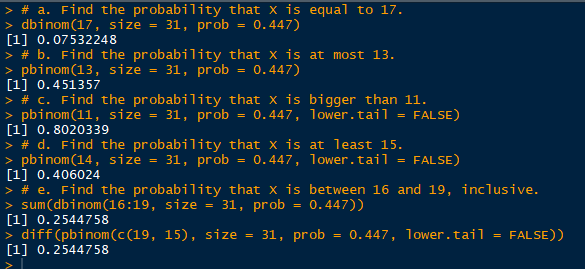 > # a. Find the probability that X is equal to 17.
> dbinom(17, size = 31, prob = 0.447)
[1] 0.07532248
> # b. Find the probability that X is at most 13.
> pbinom(13, size = 31, prob = 0.447)
[1] 0.451357
> # c. Find the probability that X is bigger than 11.
> pbinom(11, size = 31, prob = 0.447, lower.tail = FALSE)
[1] 0.8020339
> # d. Find the probability that X is at least 15.
> pbinom(14, size = 31, prob = 0.447, lower.tail = FALSE)
[1] 0.406024
> # e. Find the probability that X is between 16 and 19, inclusive.
> sum(dbinom(16:19, size = 31, prob = 0.447))
[1] 0.2544758
> diff(pbinom(c(19, 15), size = 31, prob = 0.447, lower.tail = FALSE))
[1] 0.2544758
>